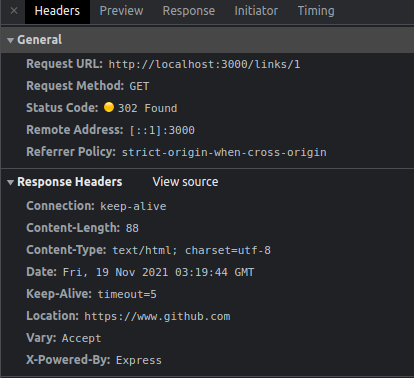 × Headers Preview Response Initiator Timing
▼ General
Request URL: http://localhost:3000/links/1
Request Method: GET
Status Code: 302 Found
Remote Address: [::1]:3000
Referrer Policy: strict-origin-when-cross-origin
▼ Response Headers View source
Connection: keep-alive
Content-Length: 88
Content-Type: text/html; charset=utf-8
Date: Fri, 19 Nov 2021 03:19:44 GMT
Keep-Alive: timeout=5
Location: https://www.github.com
Vary: Accept
X-Powered-By: Express